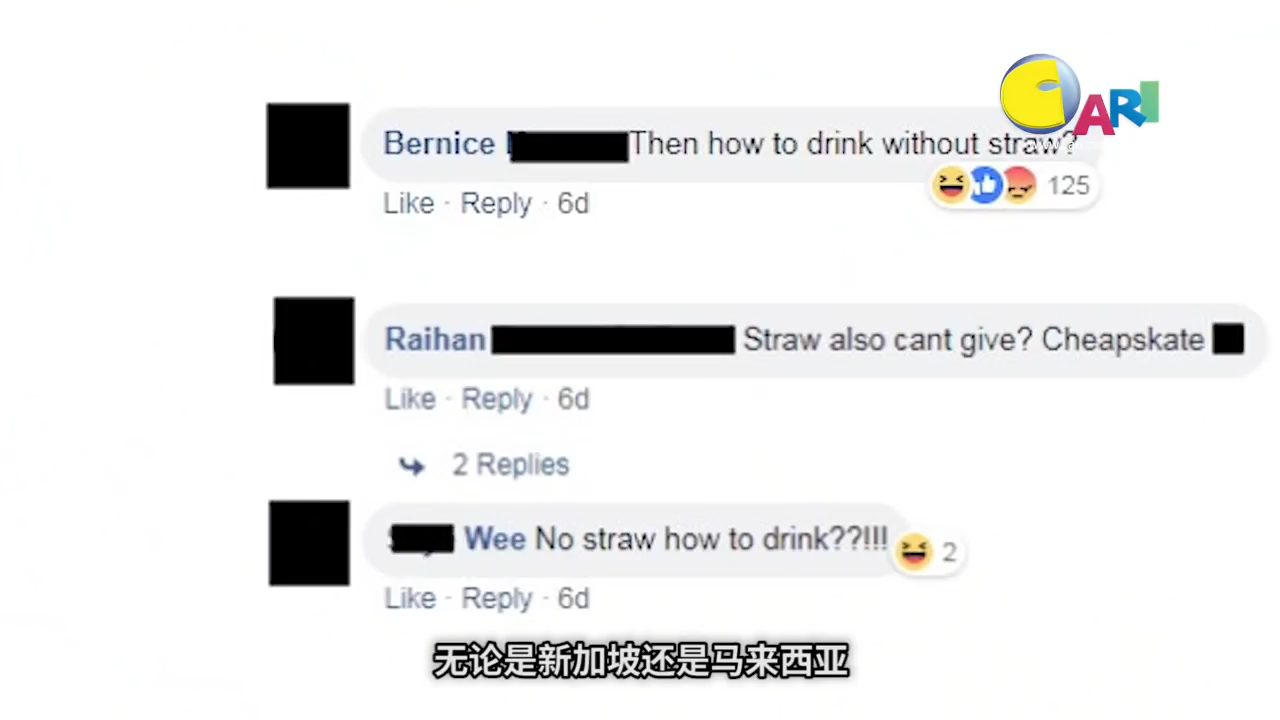 CARI
Bernice Then how to drink without straw?
125
Like · Reply · 6d
Raihan Straw also cant give? Cheapskate
Like · Reply · 6d
2 Replies
Wee No straw how to drink??!!!
2
Like · Reply · 6d
无论是新加坡还是马来西亚